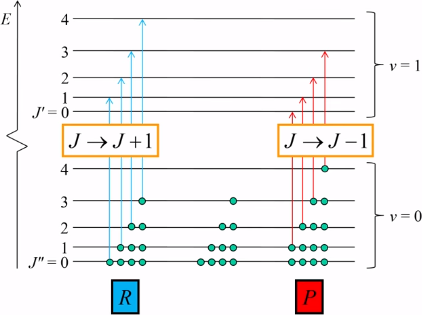 E
4
3
2
1
J' = 0
v = 1
J → J + 1
J → J − 1
4
3
2
1
J" = 0
v = 0
R
P